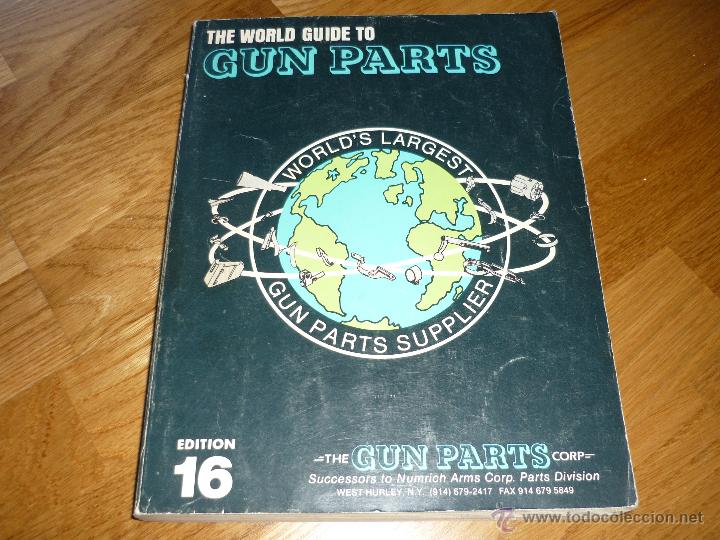 THE WORLD GUIDE TO
GUN PARTS
WORLD'S LARGEST
GUN PARTS SUPPLIER
EDITION
16
-THE GUN PARTS CORP-
Successors to Numrich Arms Corp. Parts Division
WEST HURLEY, N.Y. (914) 679-2417 FAX 914 679 5849
© www.todocoleccion.net